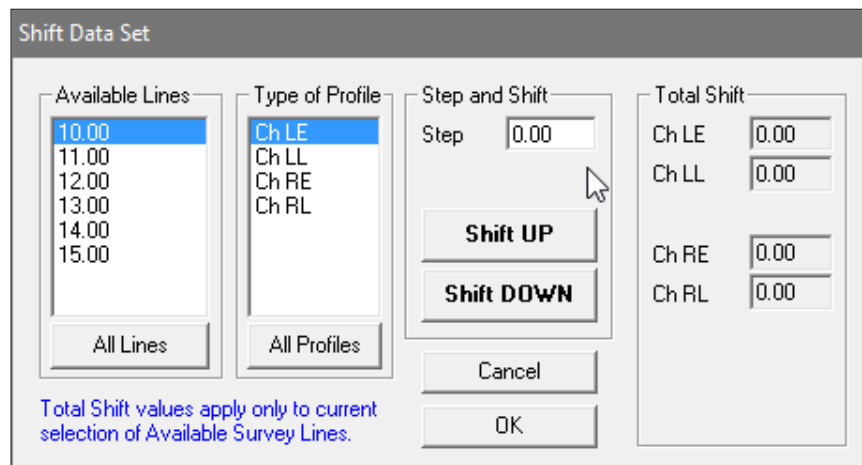 Shift Data Set
Available Lines
10.00
11.00
12.00
13.00
14.00
15.00
All Lines
Type of Profile
Ch LE
Ch LL
Ch RE
Ch RL
All Profiles
Step and Shift
Step 0.00
Shift UP
Shift DOWN
Cancel
OK
Total Shift
Ch LE 0.00
Ch LL 0.00
Ch RE 0.00
Ch RL 0.00
Total Shift values apply only to current
selection of Available Survey Lines.